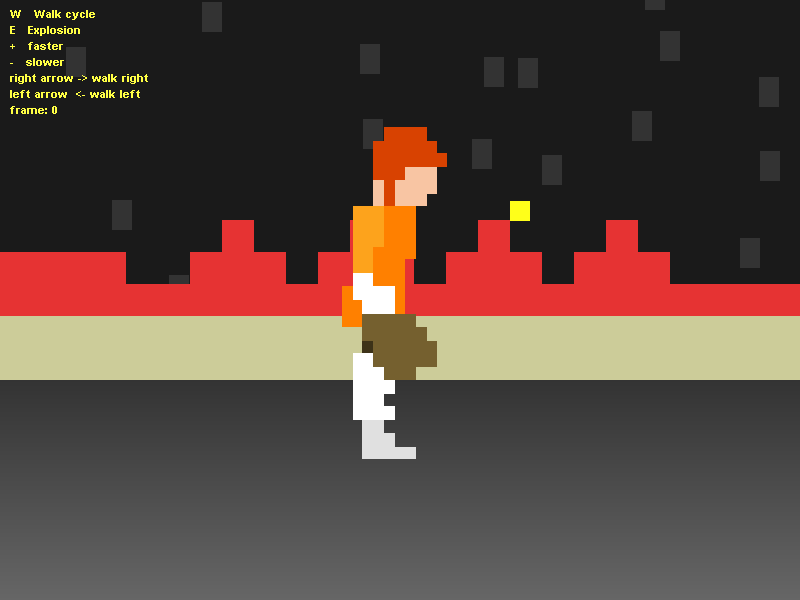 W Walk cycle
E Explosion
+ faster
- slower
right arrow -> walk right
left arrow <- walk left
frame: 0